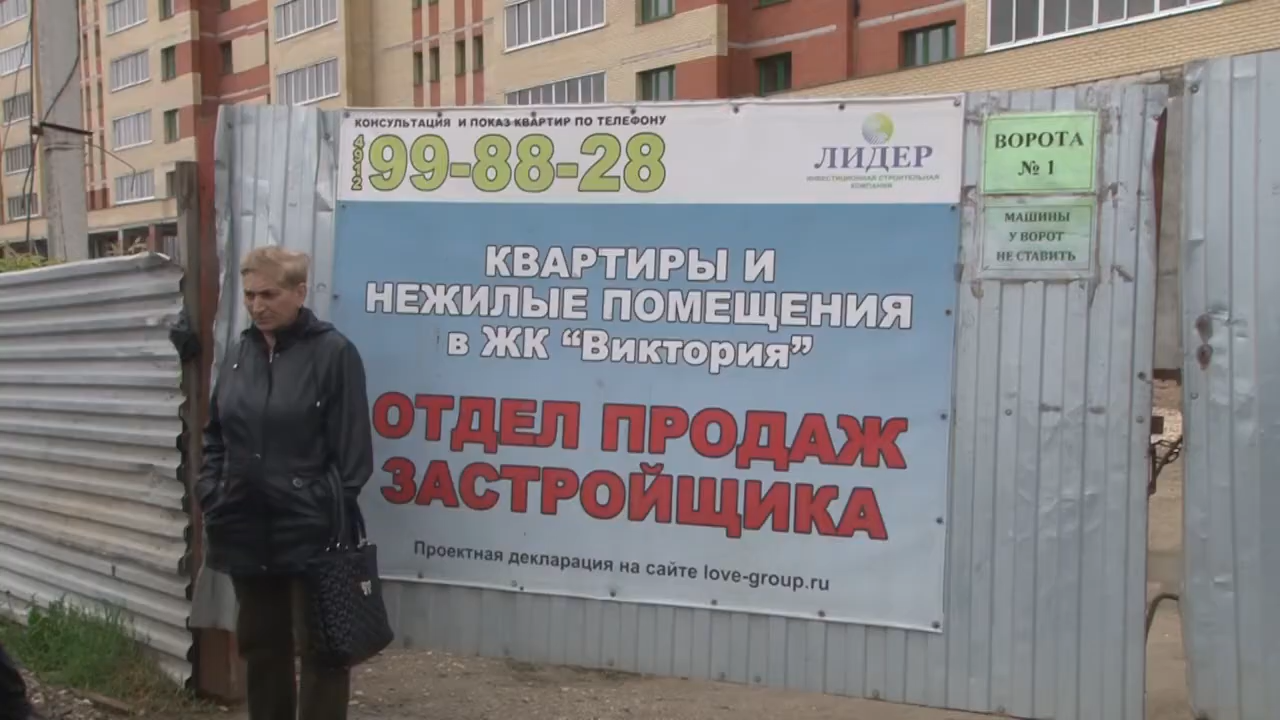 КОНСУЛЬТАЦИЯ И ПОКАЗ КВАРТИР ПО ТЕЛЕФОНУ
4912 99-88-28
ЛИДЕР
ИНВЕСТИЦИОННАЯ СТРОИТЕЛЬНАЯ
КОМПАНИЯ
КВАРТИРЫ И
НЕЖИЛЫЕ ПОМЕЩЕНИЯ
в ЖК “Виктория”
ОТДЕЛ ПРОДАЖ
ЗАСТРОЙЩИКА
Проектная декларация на сайте love-group.ru
ВОРОТА
№ 1
МАШИНЫ
У ВОРОТ
НЕ СТАВИТЬ